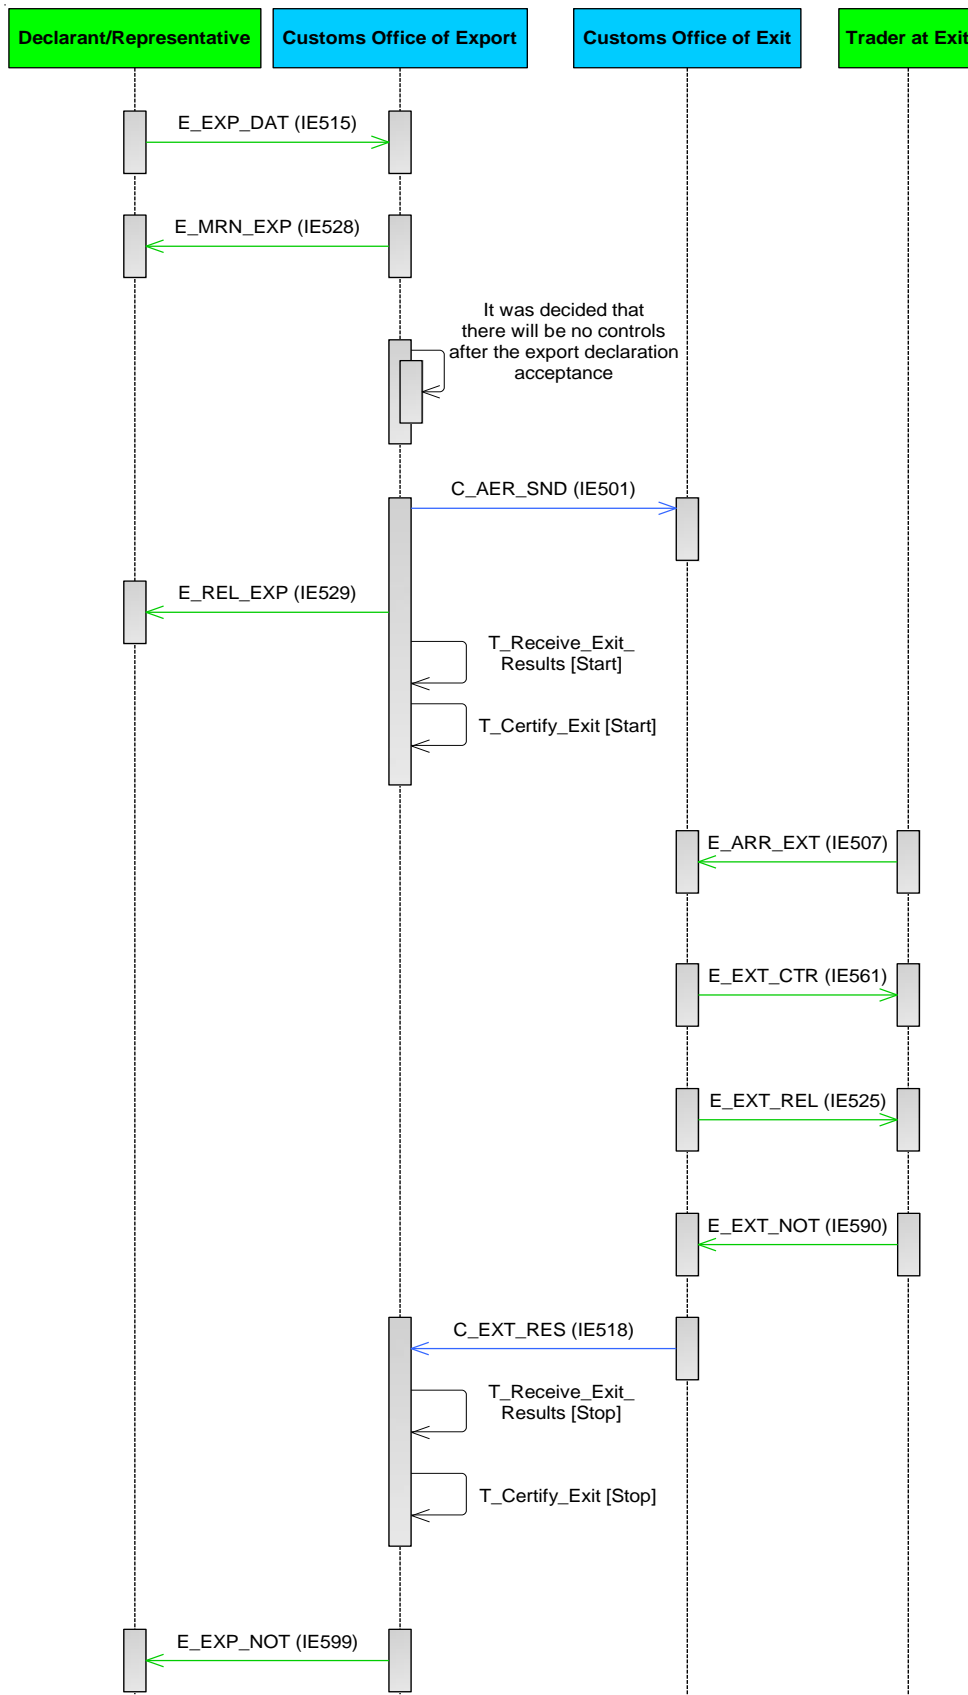 Declarant/Representative
Customs Office of Export
Customs Office of Exit
Trader at Exit
E_EXP_DAT (IE515)
E_MRN_EXP (IE528)
It was decided that
there will be no controls
after the export declaration
acceptance
C_AER_SND (IE501)
E_REL_EXP (IE529)
T_Receive_Exit_
Results [Start]
T_Certify_Exit [Start]
E_ARR_EXT (IE507)
E_EXT_CTR (IE561)
E_EXT_REL (IE525)
E_EXT_NOT (IE590)
C_EXT_RES (IE518)
T_Receive_Exit_
Results [Stop]
T_Certify_Exit [Stop]
E_EXP_NOT (IE599)